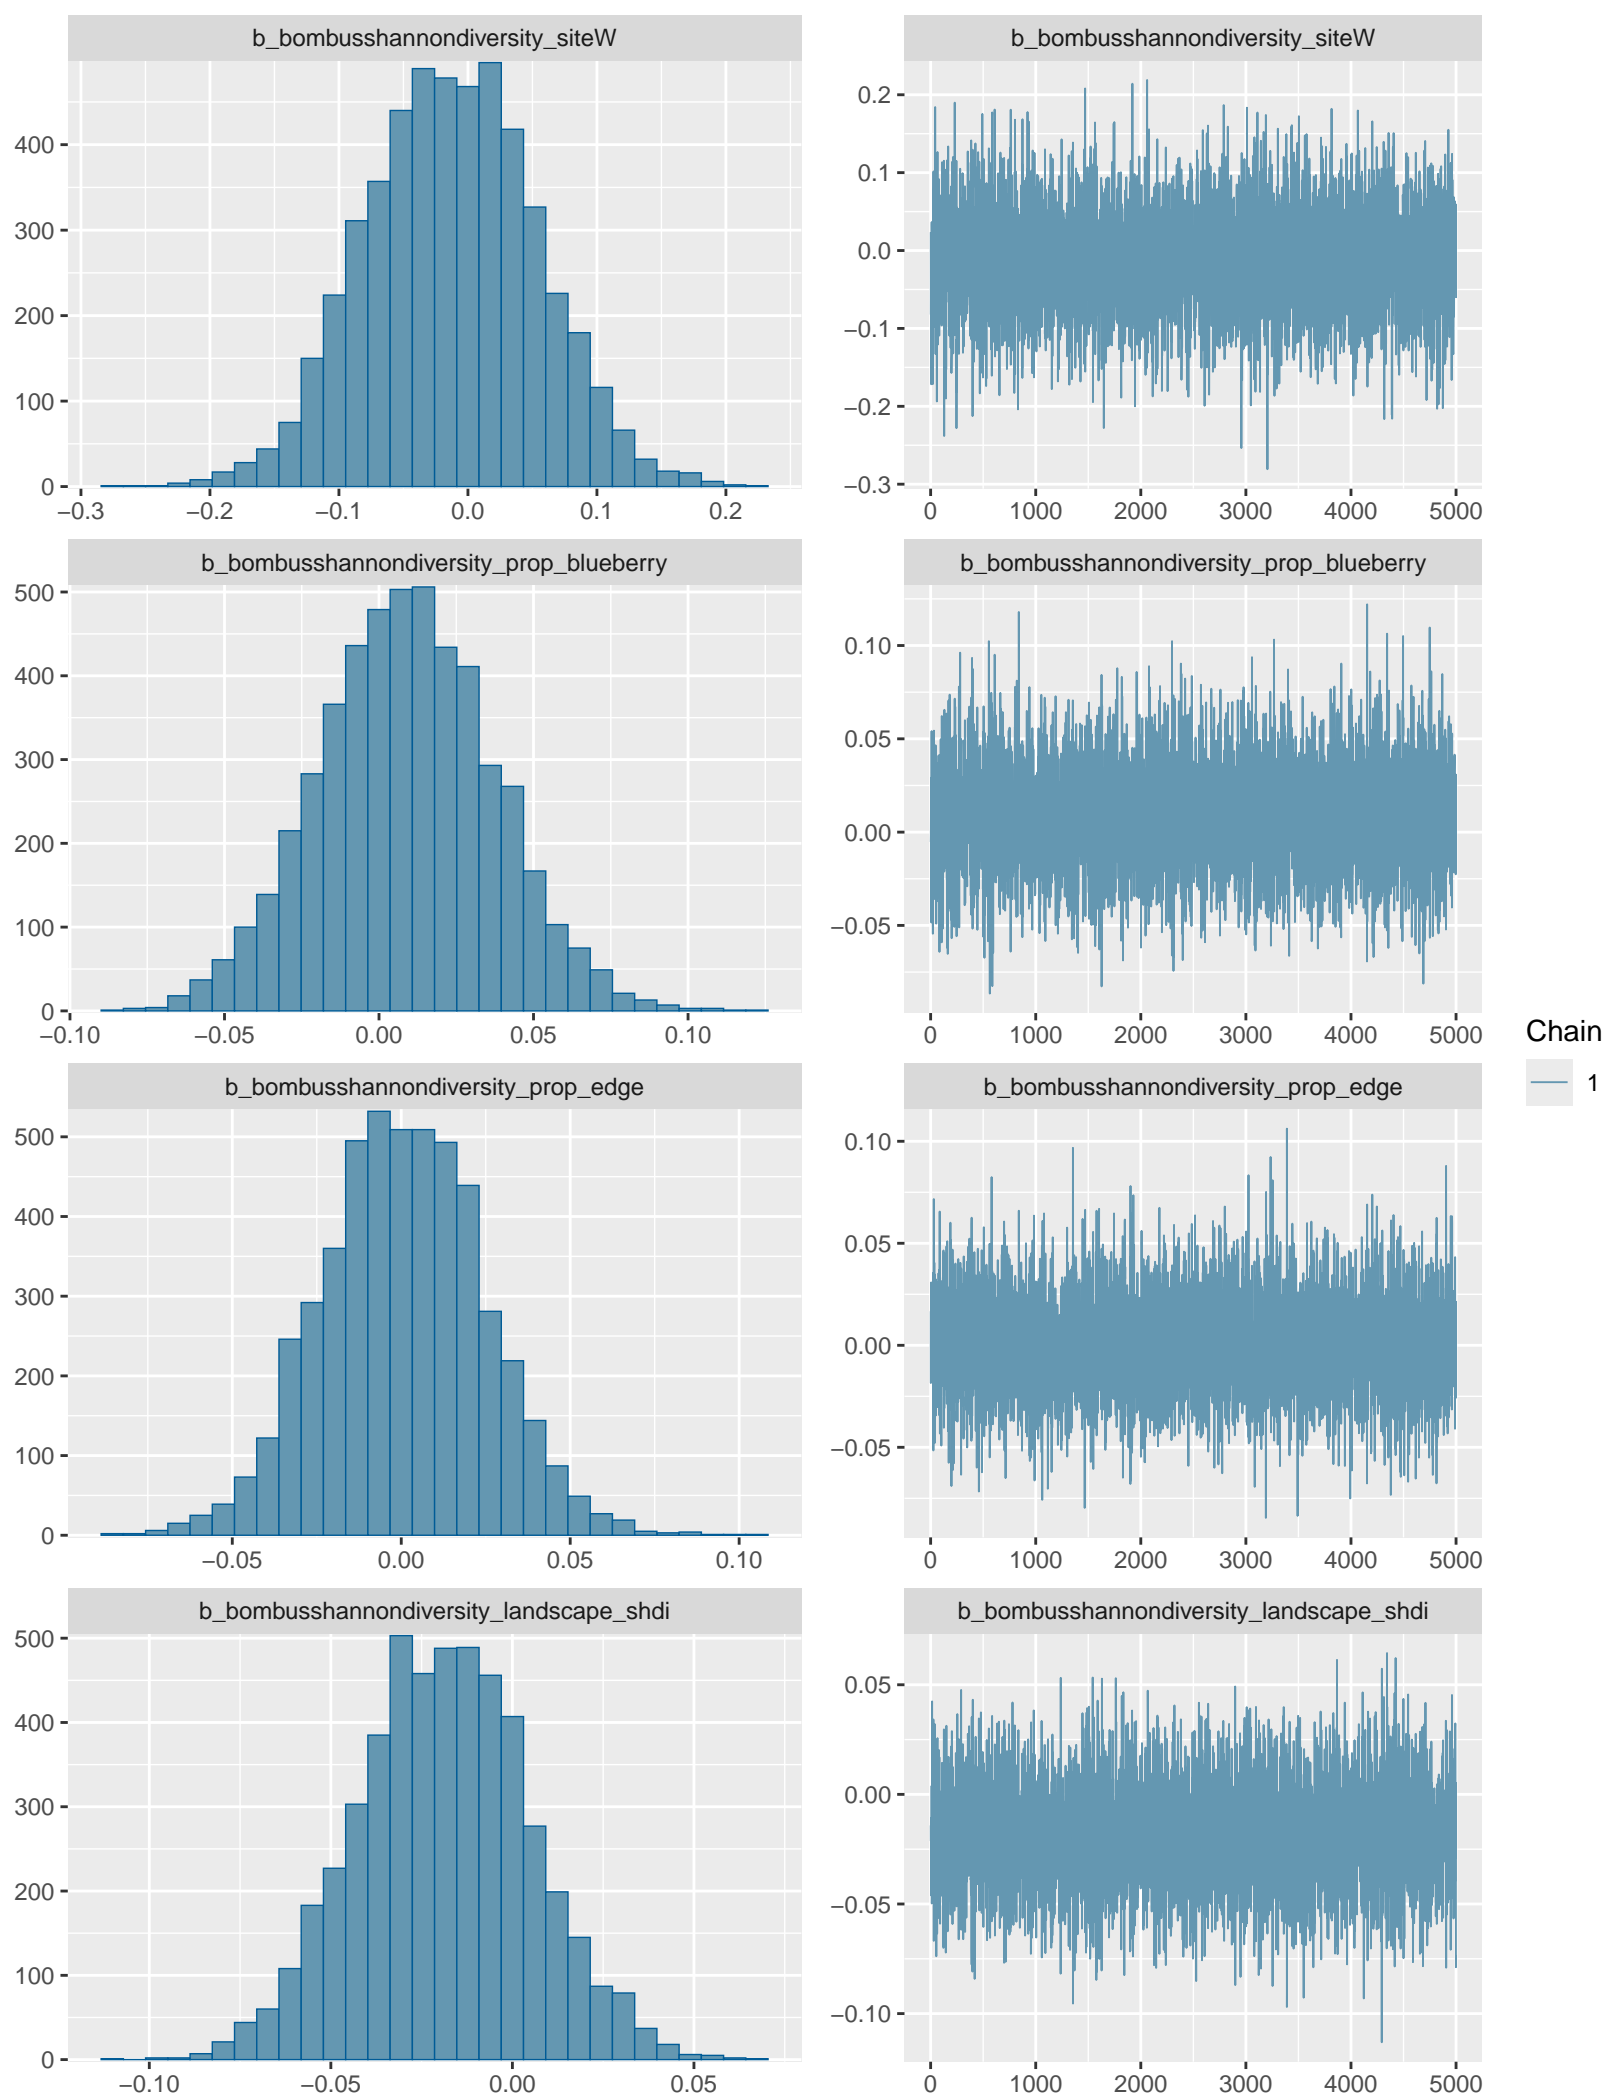 b_bombusshannondiversity_siteW
400
300
200
100
0
−0.3 −0.2 −0.1 0.0 0.1 0.2
b_bombusshannondiversity_siteW
0.2
0.1
0.0
−0.1
−0.2
−0.3
0 1000 2000 3000 4000 5000
b_bombusshannondiversity_prop_blueberry
500
400
300
200
100
0
−0.10 −0.05 0.00 0.05 0.10
b_bombusshannondiversity_prop_blueberry
0.10
0.05
0.00
−0.05
0 1000 2000 3000 4000 5000
b_bombusshannondiversity_prop_edge
500
400
300
200
100
0
−0.05 0.00 0.05 0.10
b_bombusshannondiversity_prop_edge
0.10
0.05
0.00
−0.05
0 1000 2000 3000 4000 5000
b_bombusshannondiversity_landscape_shdi
500
400
300
200
100
0
−0.10 −0.05 0.00 0.05
b_bombusshannondiversity_landscape_shdi
0.05
0.00
−0.05
−0.10
0 1000 2000 3000 4000 5000
Chain
1